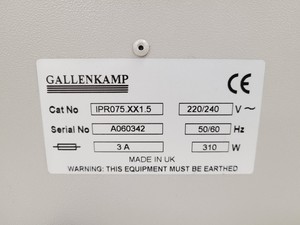 GALLENKAMP CE
Cat No IPR075.XX1.5 220/240 V ~
Serial No A060342 50/60 Hz
3 A 310 W
MADE IN UK
WARNING: THIS EQUIPMENT MUST BE EARTHED